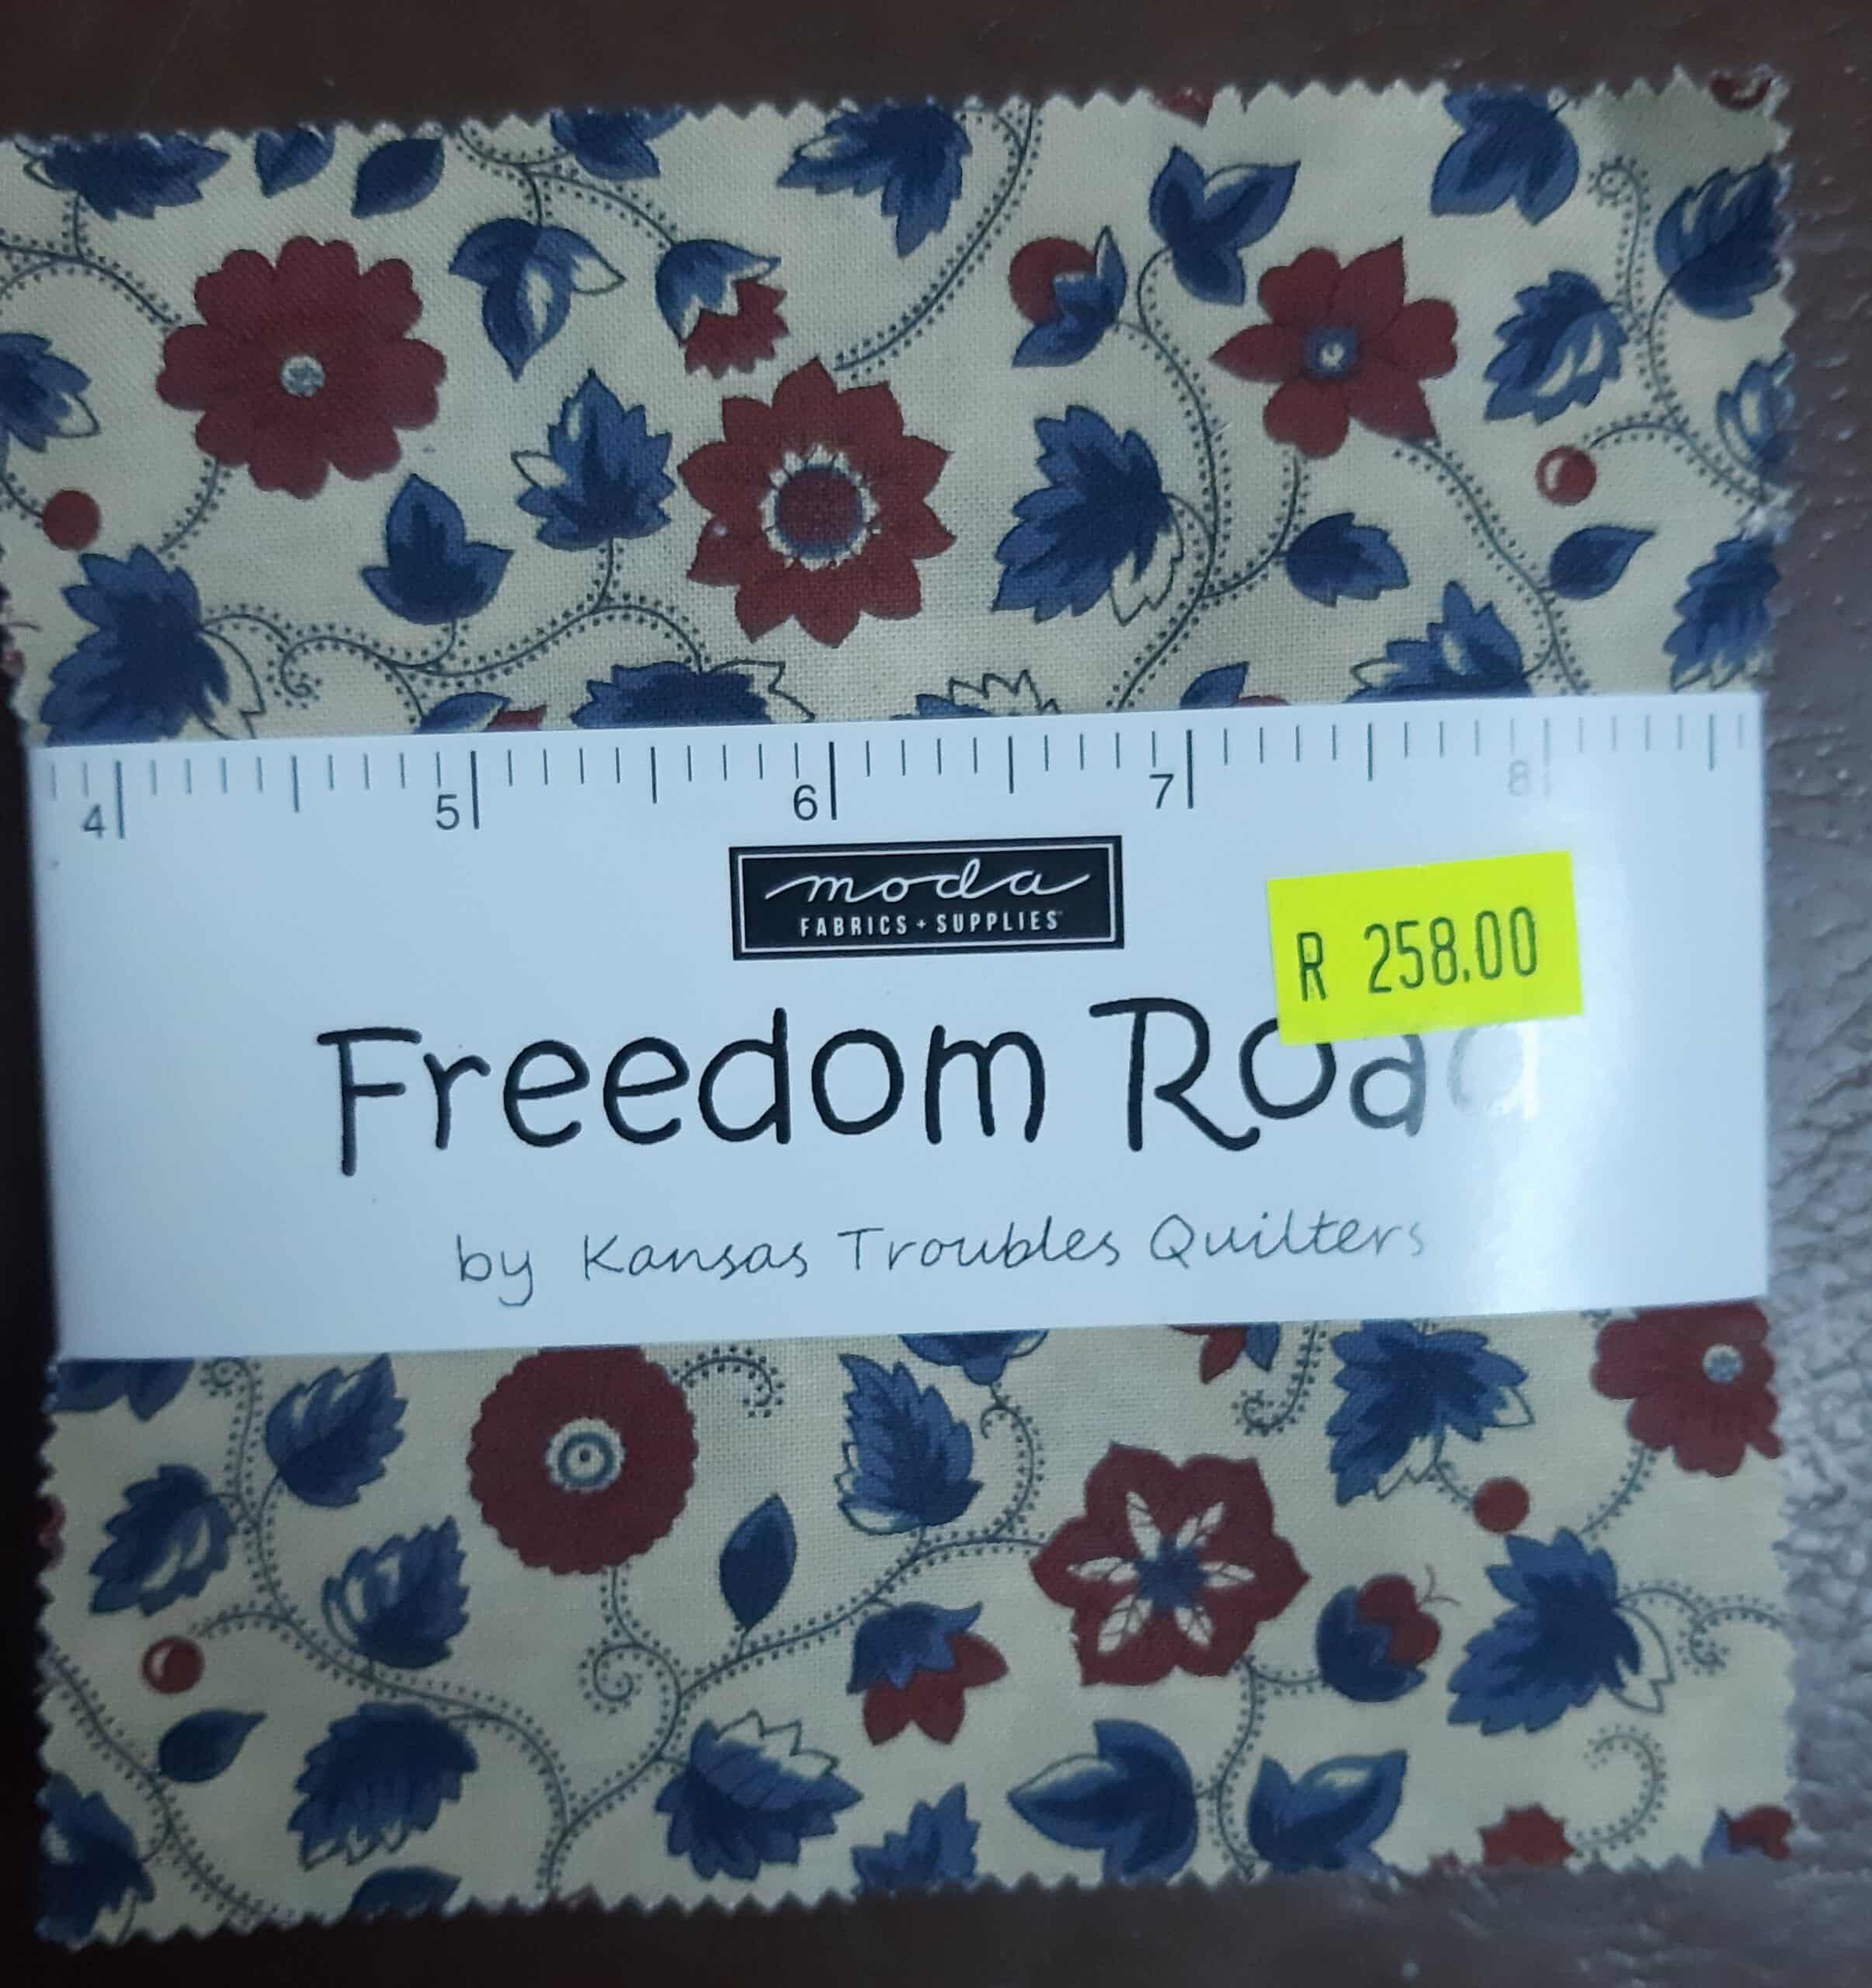 4 5 6 7 8
moda
FABRICS + SUPPLIES
R 258.00
Freedom Road
by Kansas Troubles Quilters